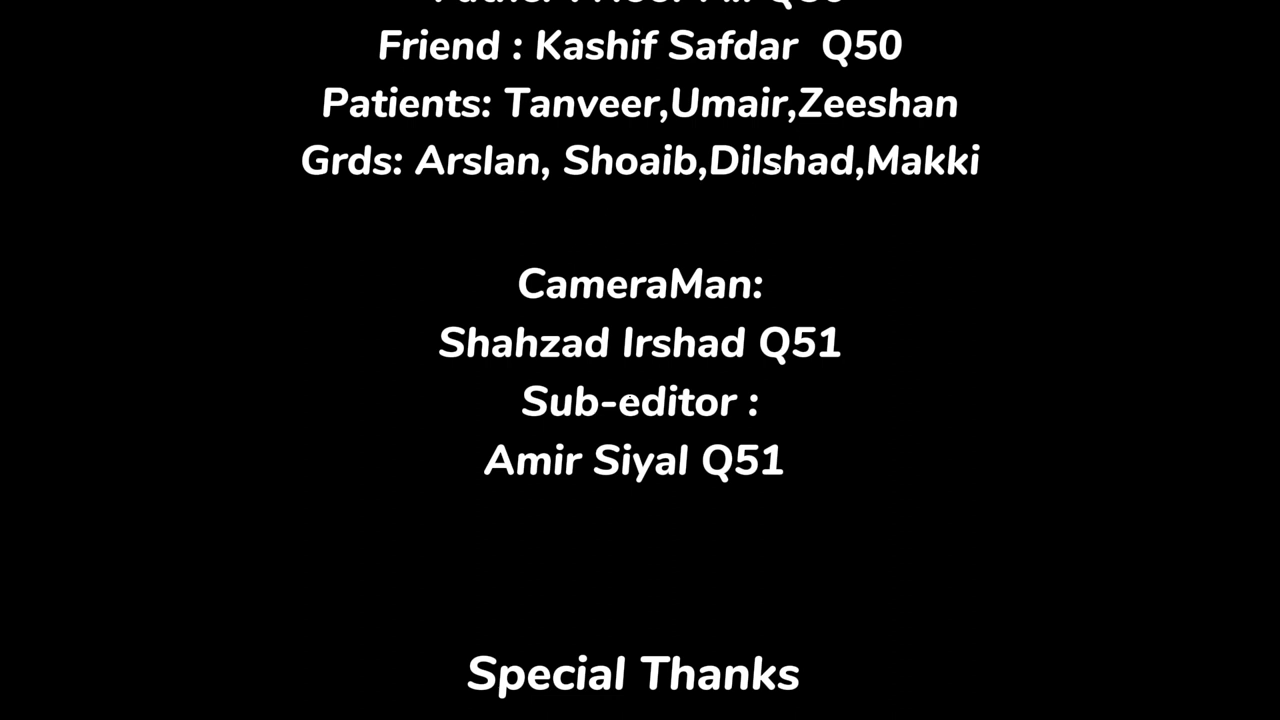 Friend : Kashif Safdar Q50
Patients: Tanveer,Umair,Zeeshan
Grds: Arslan, Shoaib,Dilshad,Makki
CameraMan:
Shahzad Irshad Q51
Sub-editor :
Amir Siyal Q51
Special Thanks